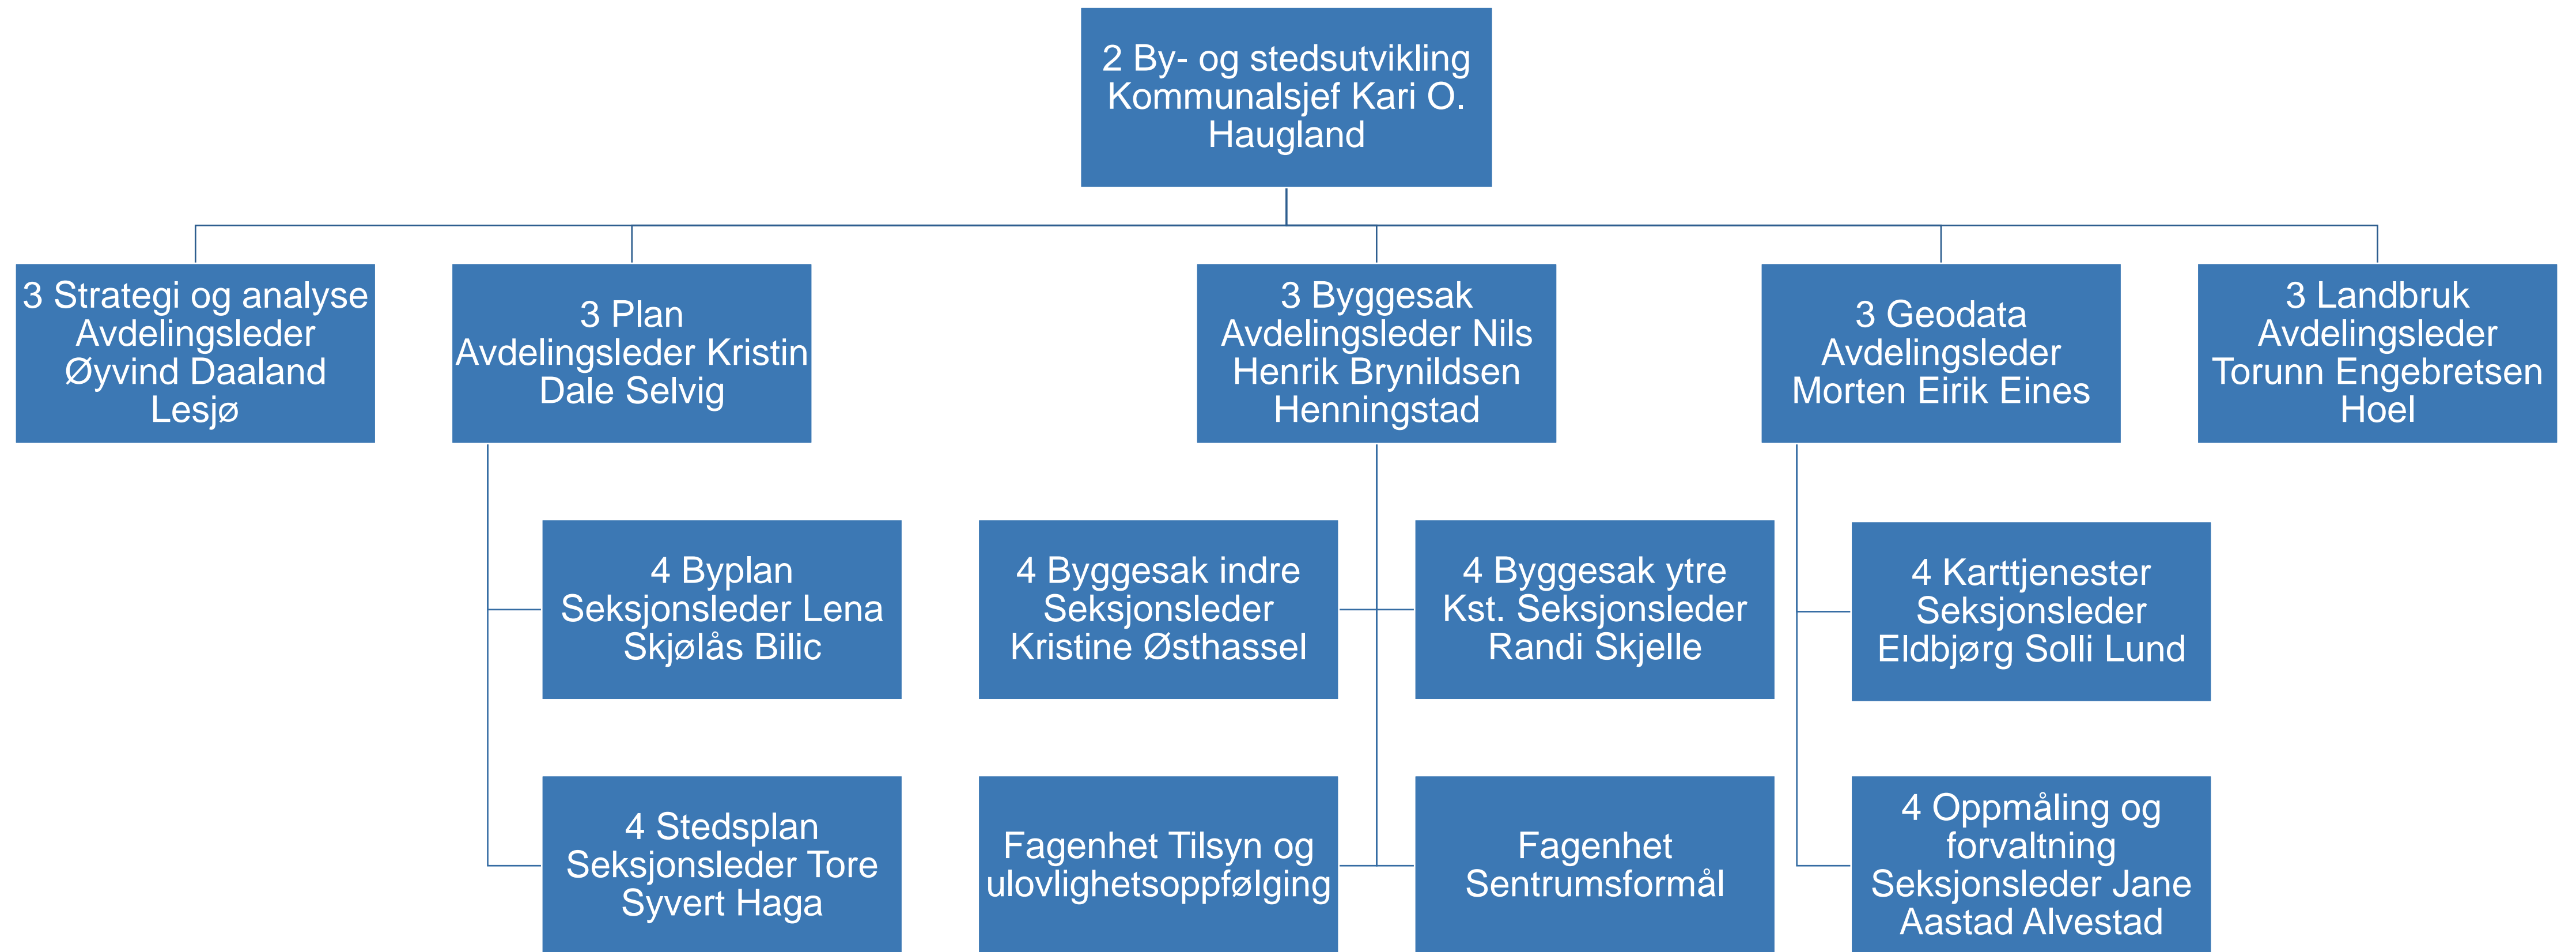 2 By- og stedsutvikling
Kommunalsjef Kari O.
Haugland
3 Strategi og analyse
Avdelingsleder
Øyvind Daaland
Lesjø
3 Plan
Avdelingsleder Kristin
Dale Selvig
3 Byggesak
Avdelingsleder Nils
Henrik Brynildsen
Henningstad
3 Geodata
Avdelingsleder
Morten Eirik Eines
3 Landbruk
Avdelingsleder
Torunn Engebretsen
Hoel
4 Byplan
Seksjonsleder Lena
Skjølås Bilic
4 Byggesak indre
Seksjonsleder
Kristine Østhassel
4 Byggesak ytre
Kst. Seksjonsleder
Randi Skjelle
4 Karttjenester
Seksjonsleder
Eldbjørg Solli Lund
4 Stedsplan
Seksjonsleder Tore
Syvert Haga
Fagenhet Tilsyn og
ulovlighetsoppfølging
Fagenhet
Sentrumsformål
4 Oppmåling og
forvaltning
Seksjonsleder Jane
Aastad Alvestad